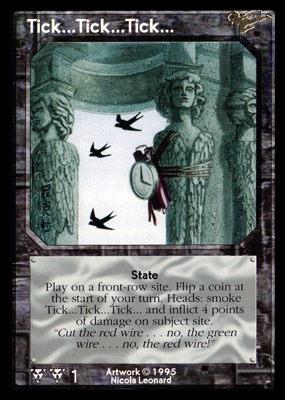 Tick...Tick...Tick...
State
Play on a front-row site. Flip a coin at
the start of your turn. Heads: smoke
Tick...Tick...Tick... and inflict 4 points
of damage on subject site.
"Cut the red wire . . . no, the green
wire . . . no, the red wire!"
1
Artwork © 1995
Nicola Leonard